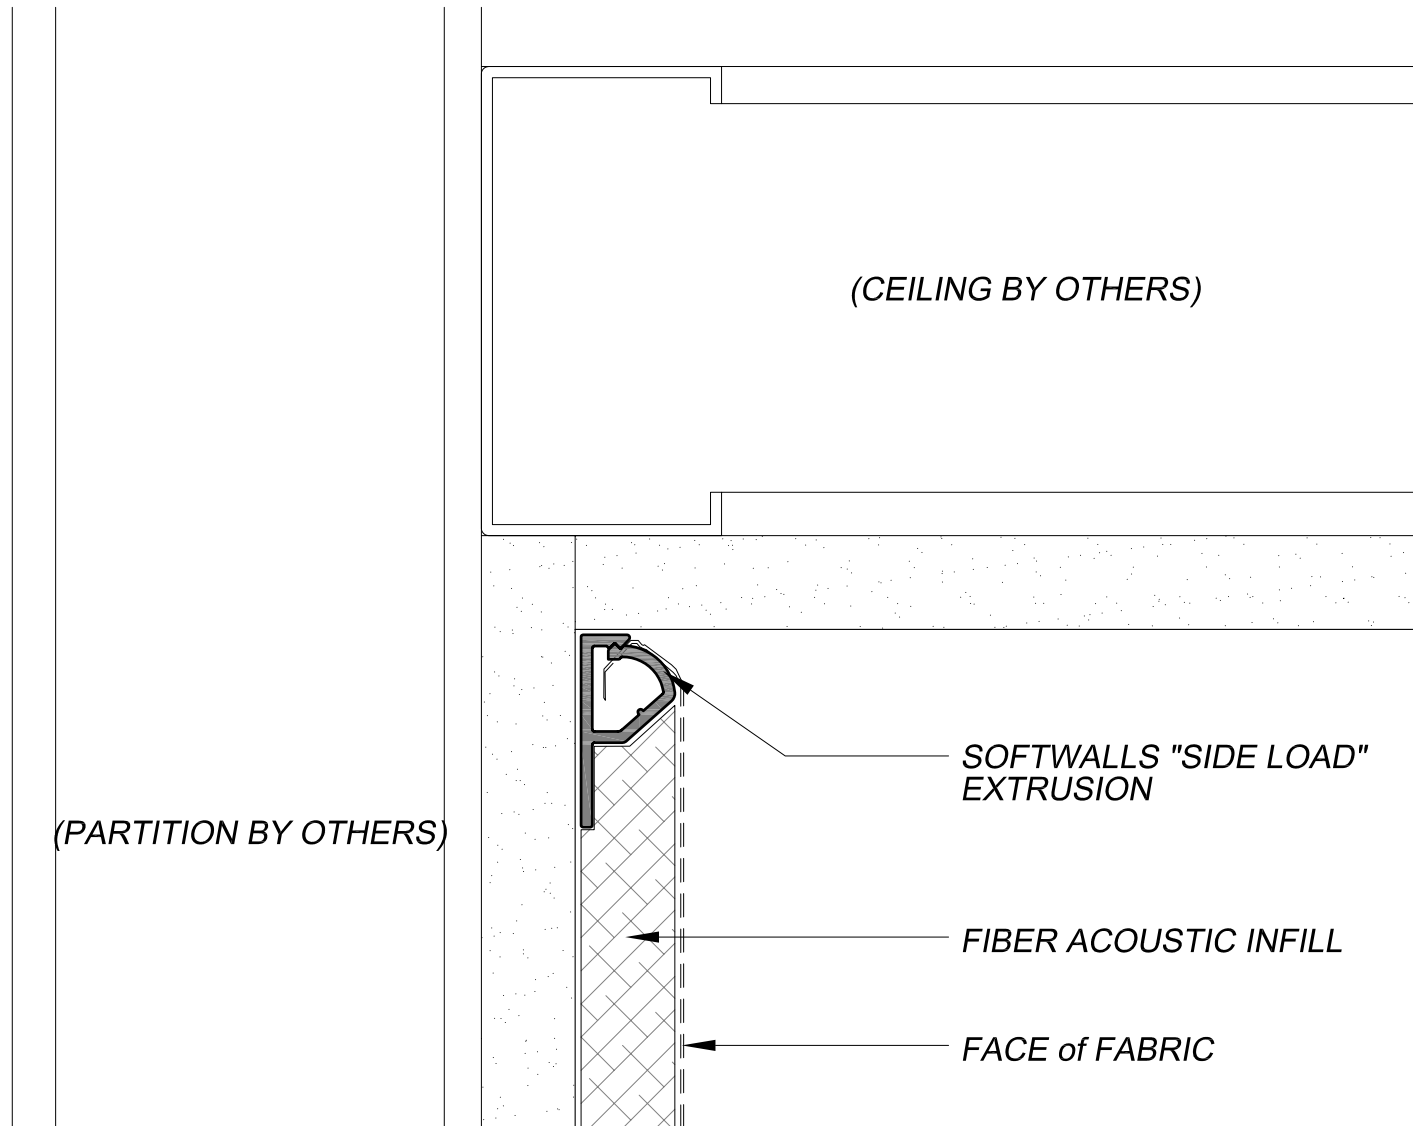 (CEILING BY OTHERS)
SOFTWALLS "SIDE LOAD"
EXTRUSION
(PARTITION BY OTHERS)
FIBER ACOUSTIC INFILL
FACE of FABRIC